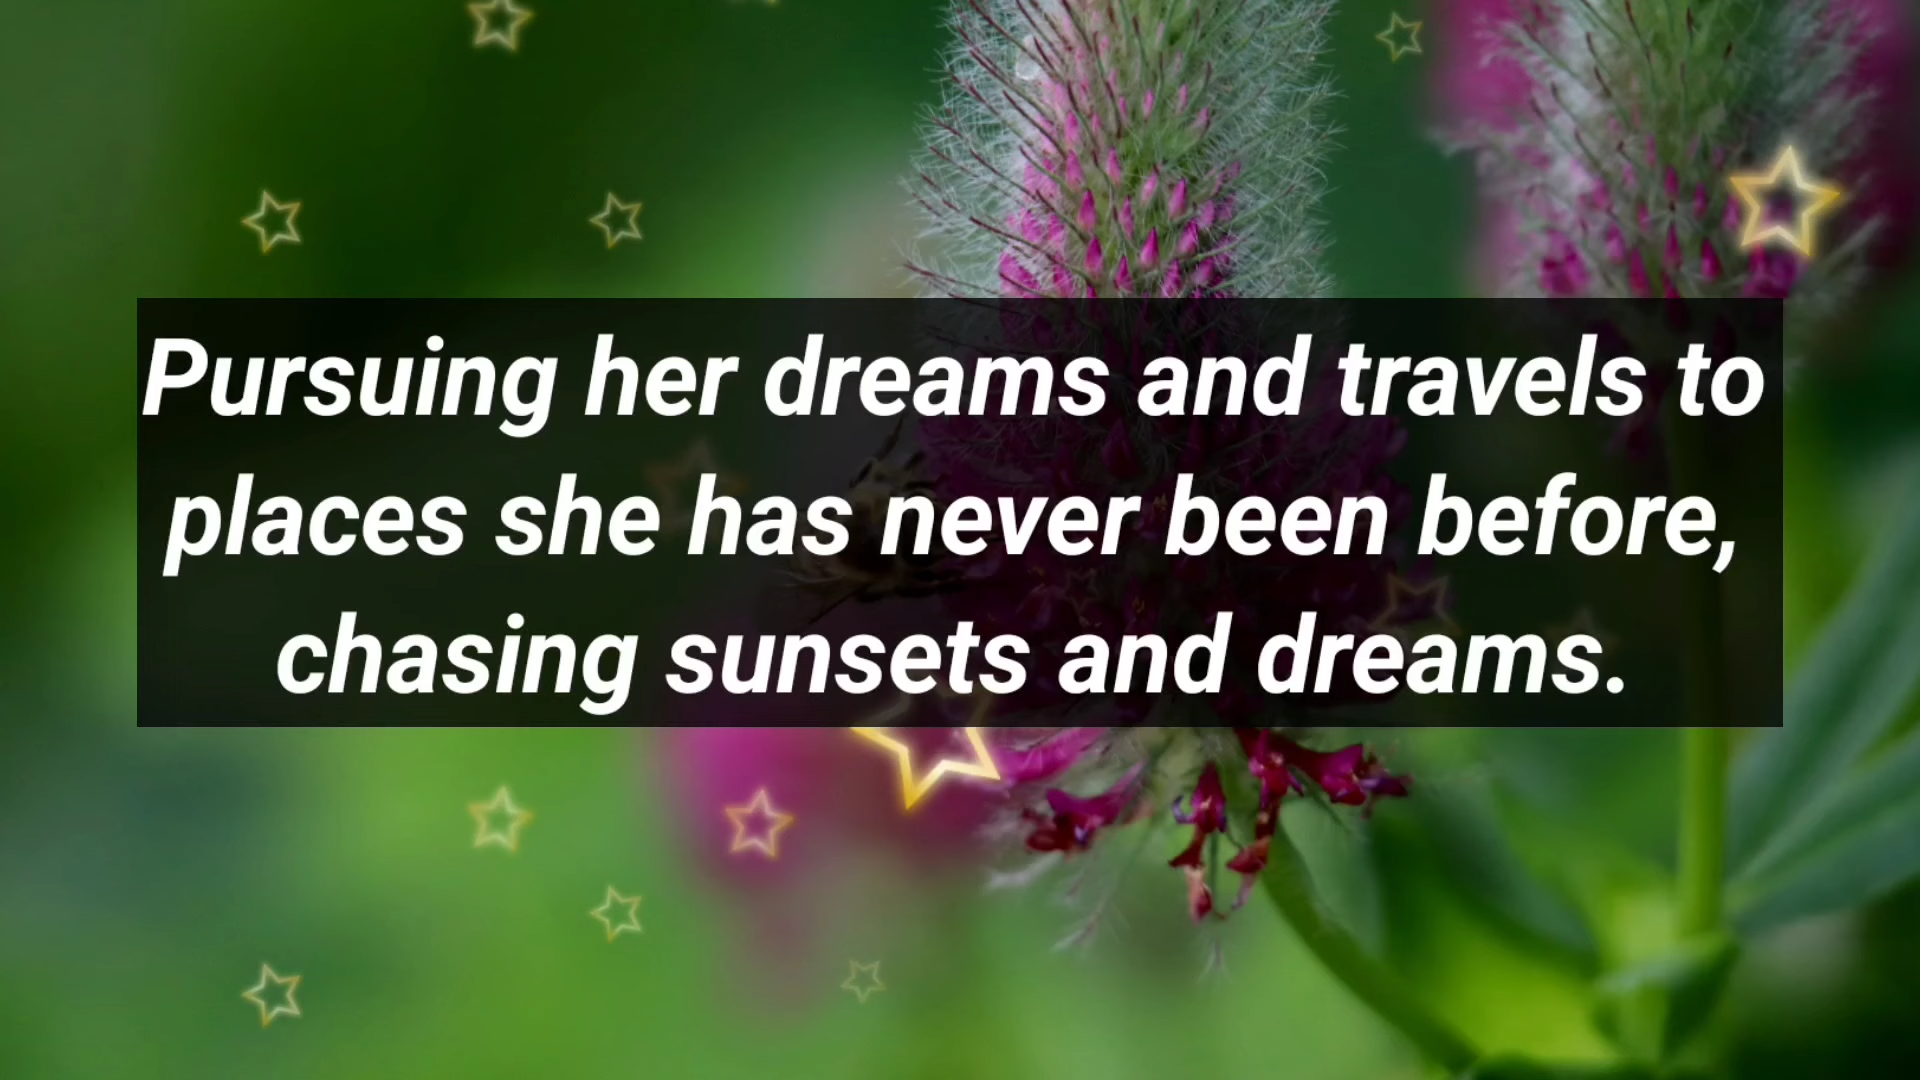 Pursuing her dreams and travels to
places she has never been before,
chasing sunsets and dreams.